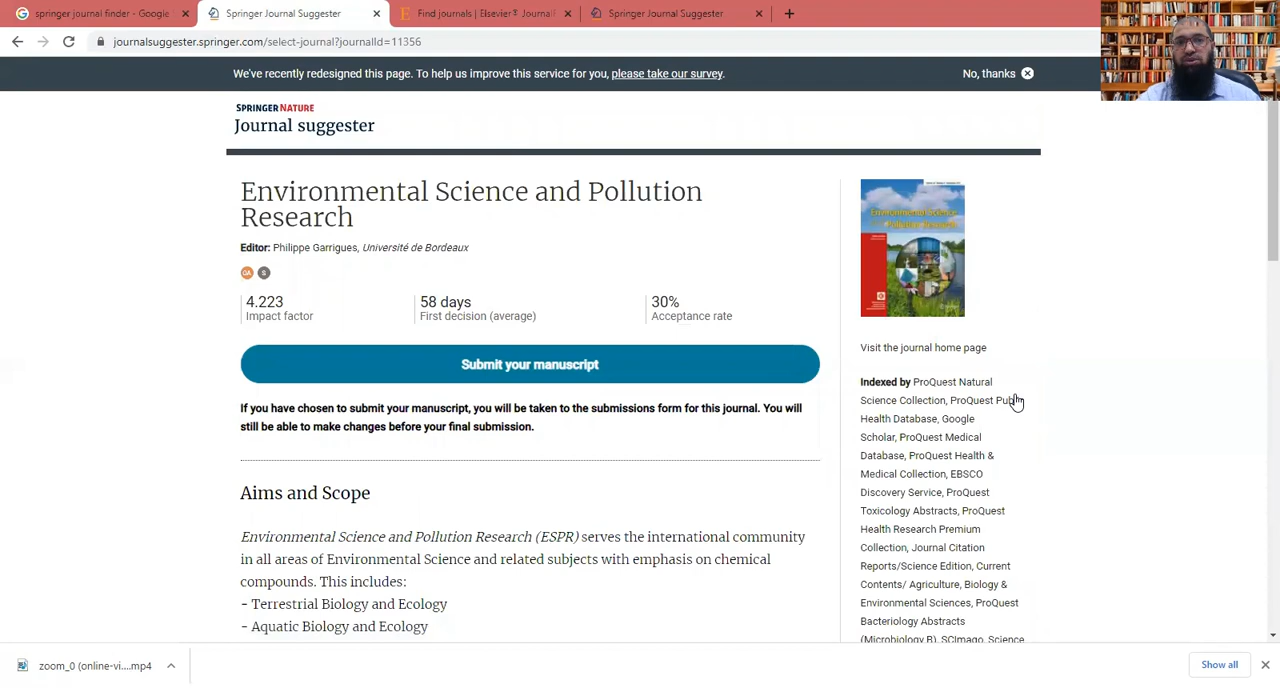 springer journal finder - Google
Springer Journal Suggester
Find journals | Elsevier® Journal
Springer Journal Suggester
journalsuggester.springer.com/select-journal?journalId=11356
We've recently redesigned this page. To help us improve this service for you, please take our survey.
No, thanks
SPRINGER NATURE
Journal suggester
Environmental Science and Pollution
Research
Editor: Philippe Garrigues, Université de Bordeaux
OA S
4.223
Impact factor
58 days
First decision (average)
30%
Acceptance rate
Submit your manuscript
If you have chosen to submit your manuscript, you will be taken to the submissions form for this journal. You will
still be able to make changes before your final submission.
Aims and Scope
Environmental Science and Pollution Research (ESPR) serves the international community
in all areas of Environmental Science and related subjects with emphasis on chemical
compounds. This includes:
- Terrestrial Biology and Ecology
- Aquatic Biology and Ecology
Environmental Science
Pollution Research
Visit the journal home page
Indexed by ProQuest Natural
Science Collection, ProQuest
Health Database, Google
Scholar, ProQuest Medical
Database, ProQuest Health &
Medical Collection, EBSCO
Discovery Service, ProQuest
Toxicology Abstracts, ProQuest
Health Research Premium
Collection, Journal Citation
Reports/Science Edition, Current
Contents/ Agriculture, Biology &
Environmental Sciences, ProQuest
Bacteriology Abstracts
(Microbiology B), SCImago, Science
zoom_0 (online-vi....mp4
Show all